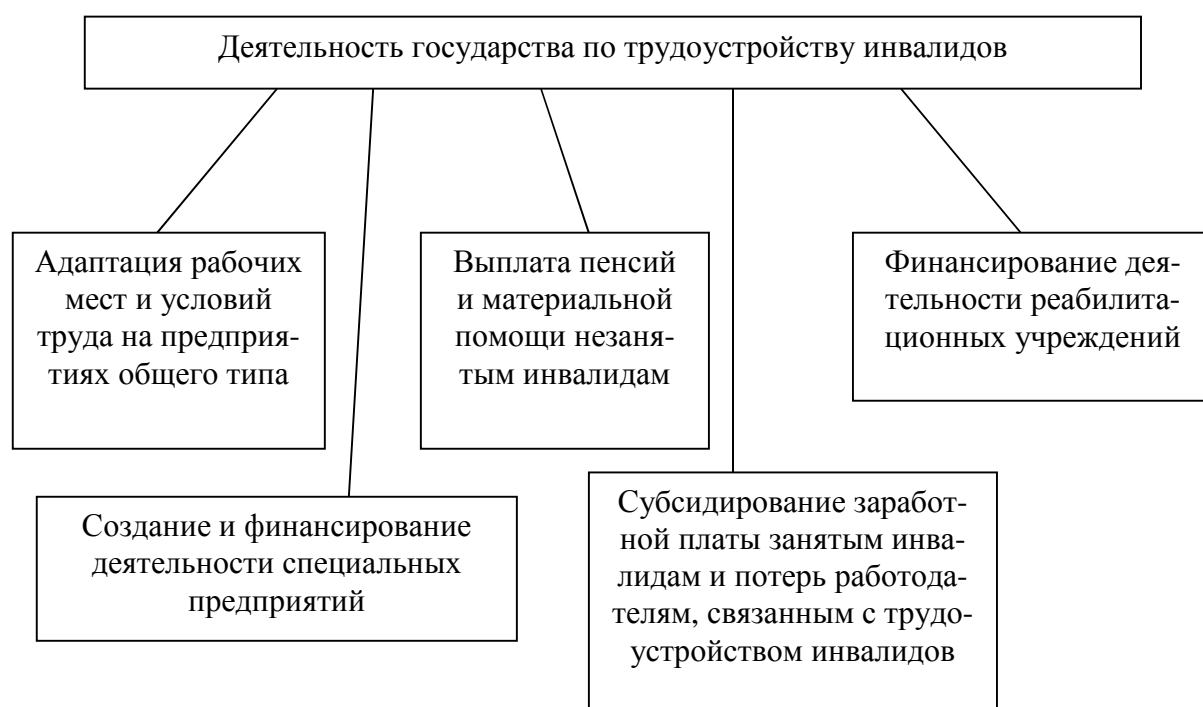 Деятельность государства по трудоустройству инвалидов
Адаптация рабочих
мест и условий
труда на предприя-
тиях общего типа
Выплата пенсий
и материальной
помощи незаня-
тым инвалидам
Финансирование дея-
тельности реабилита-
ционных учреждений
Создание и финансирование
деятельности специальных
предприятий
Субсидирование заработ-
ной платы занятым инва-
лидам и потерь работода-
телям, связанным с трудо-
устройством инвалидов